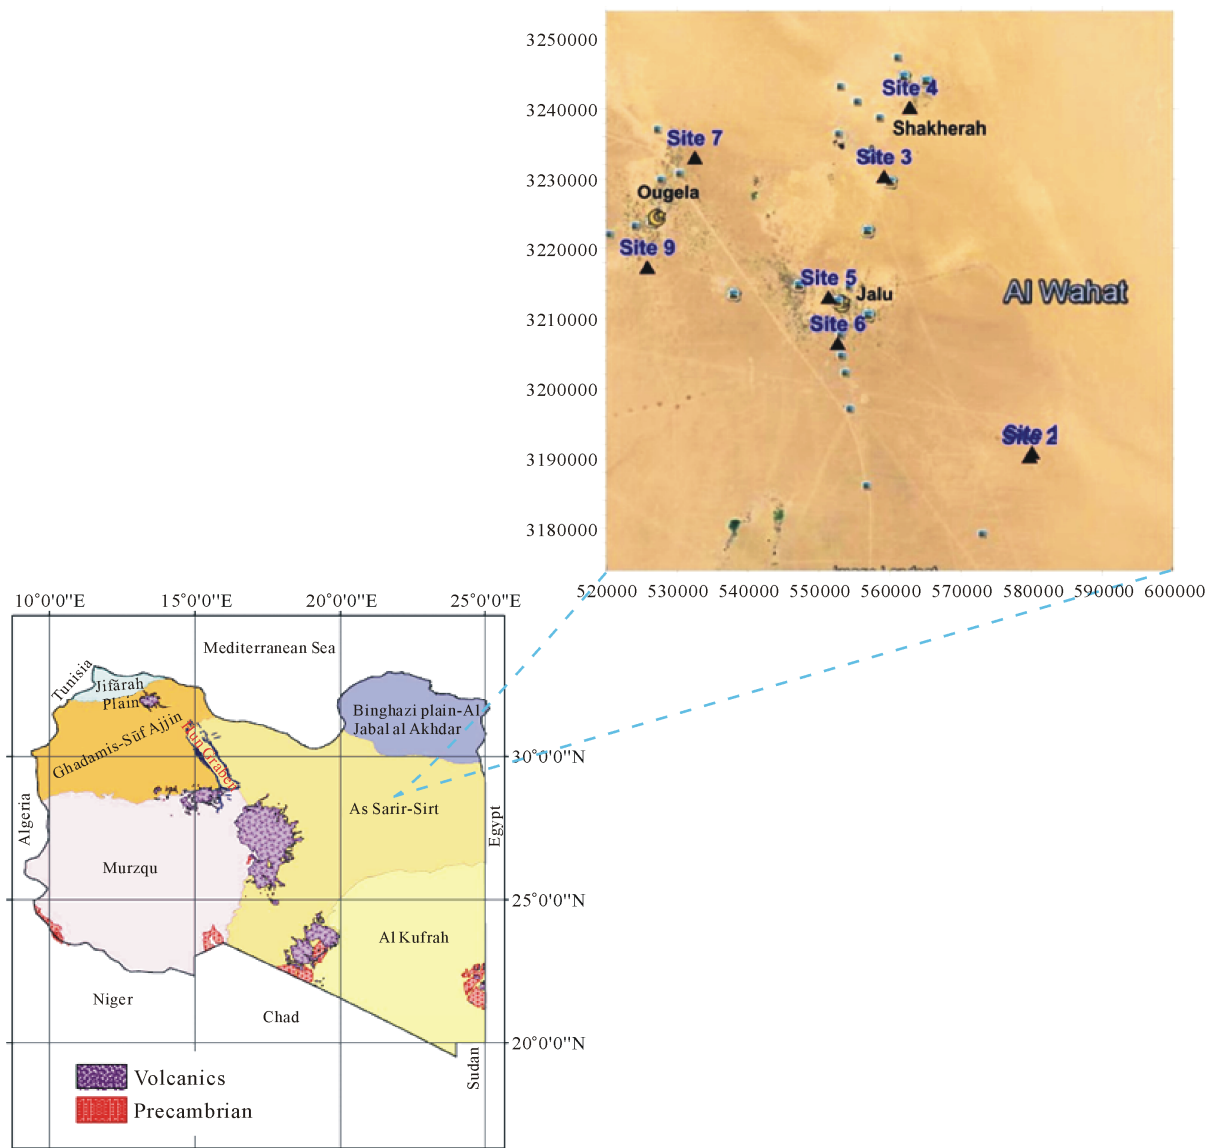 3250000
3240000
3230000
3220000
3210000
3200000
3190000
3180000
Site 4
Shakherah
Site 7
Site 3
Ougela
Site 9
Site 5
Jalu
Al Wahat
Site 6
Site 2
520000 530000 540000 550000 560000 570000 580000 590000 600000
10°0'0"E 15°0'0"E 20°0'0"E 25°0'0"E
Mediterranean Sea
Tunisia
Jifārah
Plain
Binghazi plain-Al
Jabal al Akhdar
Ghadamis-Sūf Ajjin
Hun Graben
30°0'0"N
Algeria
As Sarir-Sirt
Egypt
Murzqu
25°0'0"N
Al Kufrah
Niger
Chad
20°0'0"N
Sudan
Volcanics
Precambrian